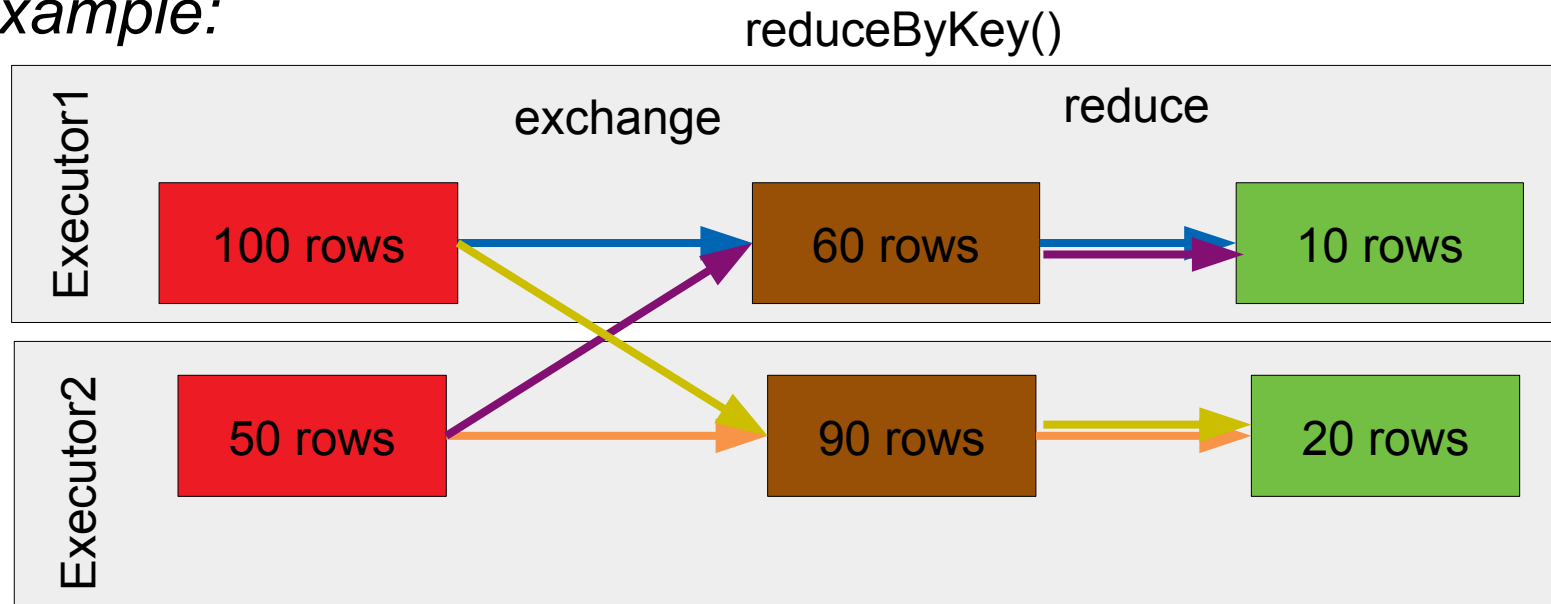 xample:
reduceByKey()
Executor1
exchange
reduce
100 rows
60 rows
10 rows
Executor2
50 rows
90 rows
20 rows